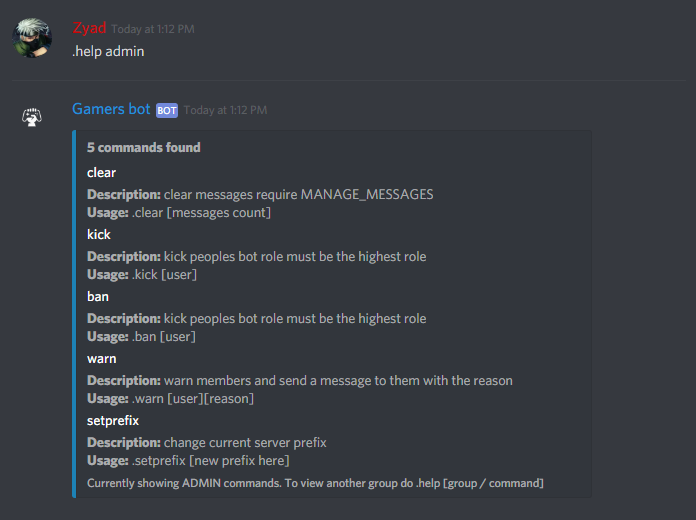 Zyad Today at 1:12 PM
.help admin
Gamers bot BOT Today at 1:12 PM
5 commands found
clear
Description: clear messages require MANAGE_MESSAGES
Usage: .clear [messages count]
kick
Description: kick peoples bot role must be the highest role
Usage: .kick [user]
ban
Description: kick peoples bot role must be the highest role
Usage: .ban [user]
warn
Description: warn members and send a message to them with the reason
Usage: .warn [user][reason]
setprefix
Description: change current server prefix
Usage: .setprefix [new prefix here]
Currently showing ADMIN commands. To view another group do .help [group / command]